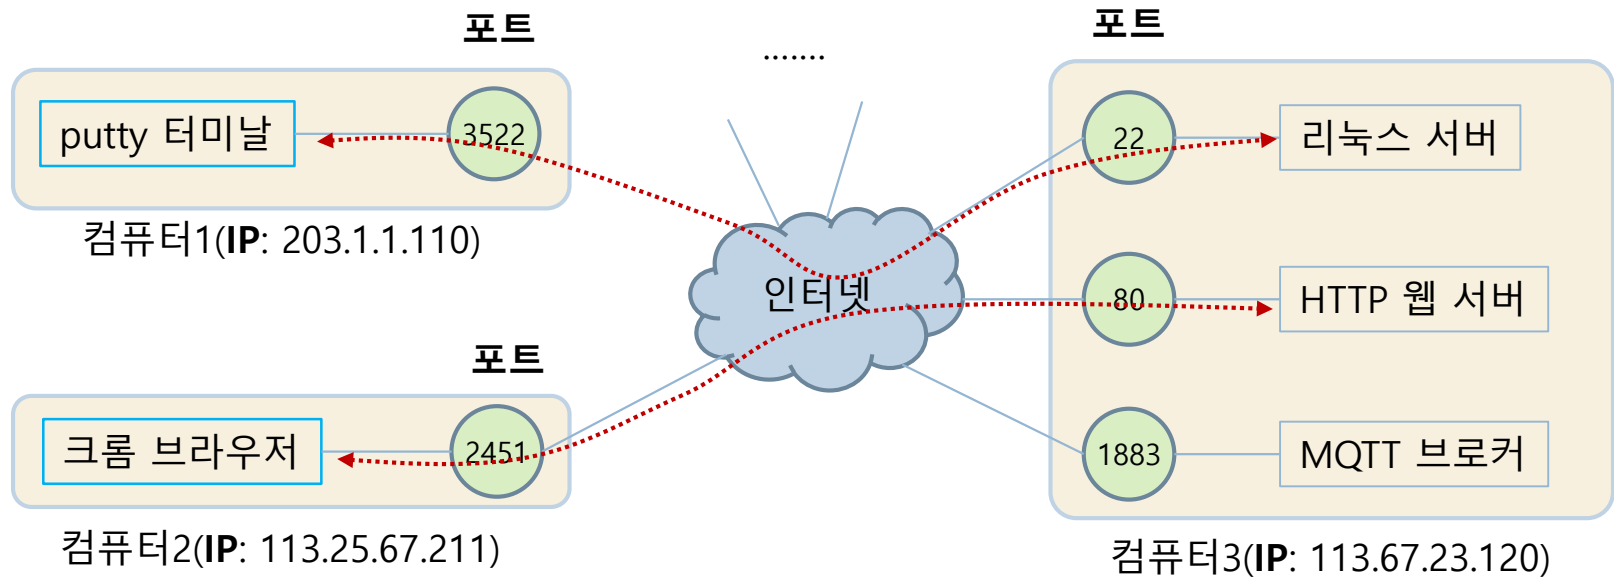 포트
putty 터미날
3522
컴퓨터1(IP: 203.1.1.110)
포트
크롬 브라우저
2451
컴퓨터2(IP: 113.25.67.211)
.......
인터넷
포트
22
리눅스 서버
80
HTTP 웹 서버
1883
MQTT 브로커
컴퓨터3(IP: 113.67.23.120)